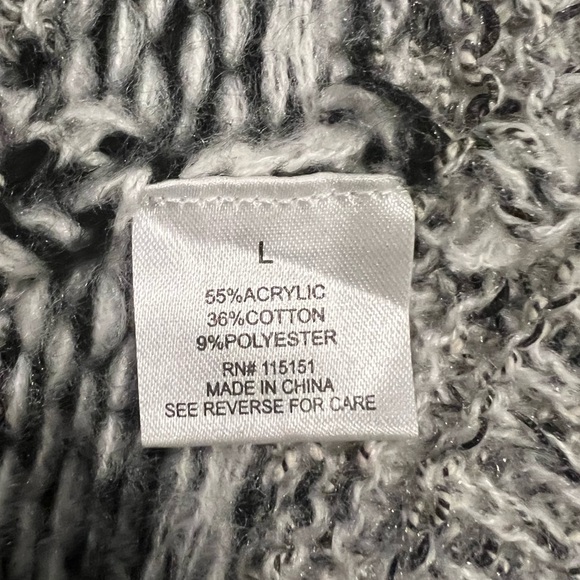 L
55%ACRYLIC
36%COTTON
9%POLYESTER
RN# 115151
MADE IN CHINA
SEE REVERSE FOR CARE